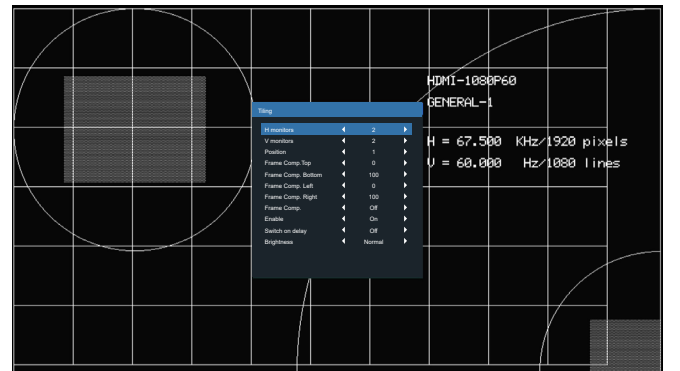 HDMI-1080P60
GENERAL-1
H = 67.500 KHz/1920 pixels
V = 60.000 Hz/1080 lines
Tiling
H monitors 2
V monitors 2
Position 1
Frame Comp.Top 0
Frame Comp. Bottom 100
Frame Comp. Left 0
Frame Comp. Right 100
Frame Comp. Off
Enable On
Switch on delay Off
Brightness Normal